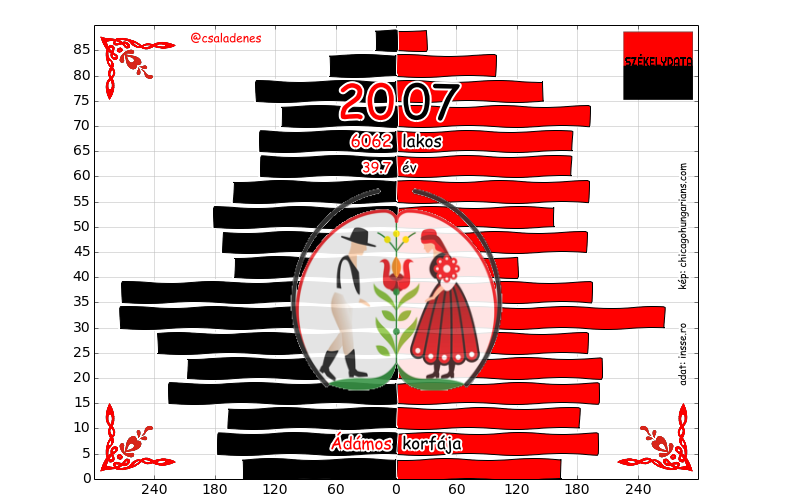 @csaladenes
SZÉKELYDATA
2007
6062 lakos
39.7 év
kép: chicagohungarians.com
adat: insse.ro
Ádámos korfája
85
80
75
70
65
60
55
50
45
40
35
30
25
20
15
10
5
0
240 180 120 60 0 60 120 180 240